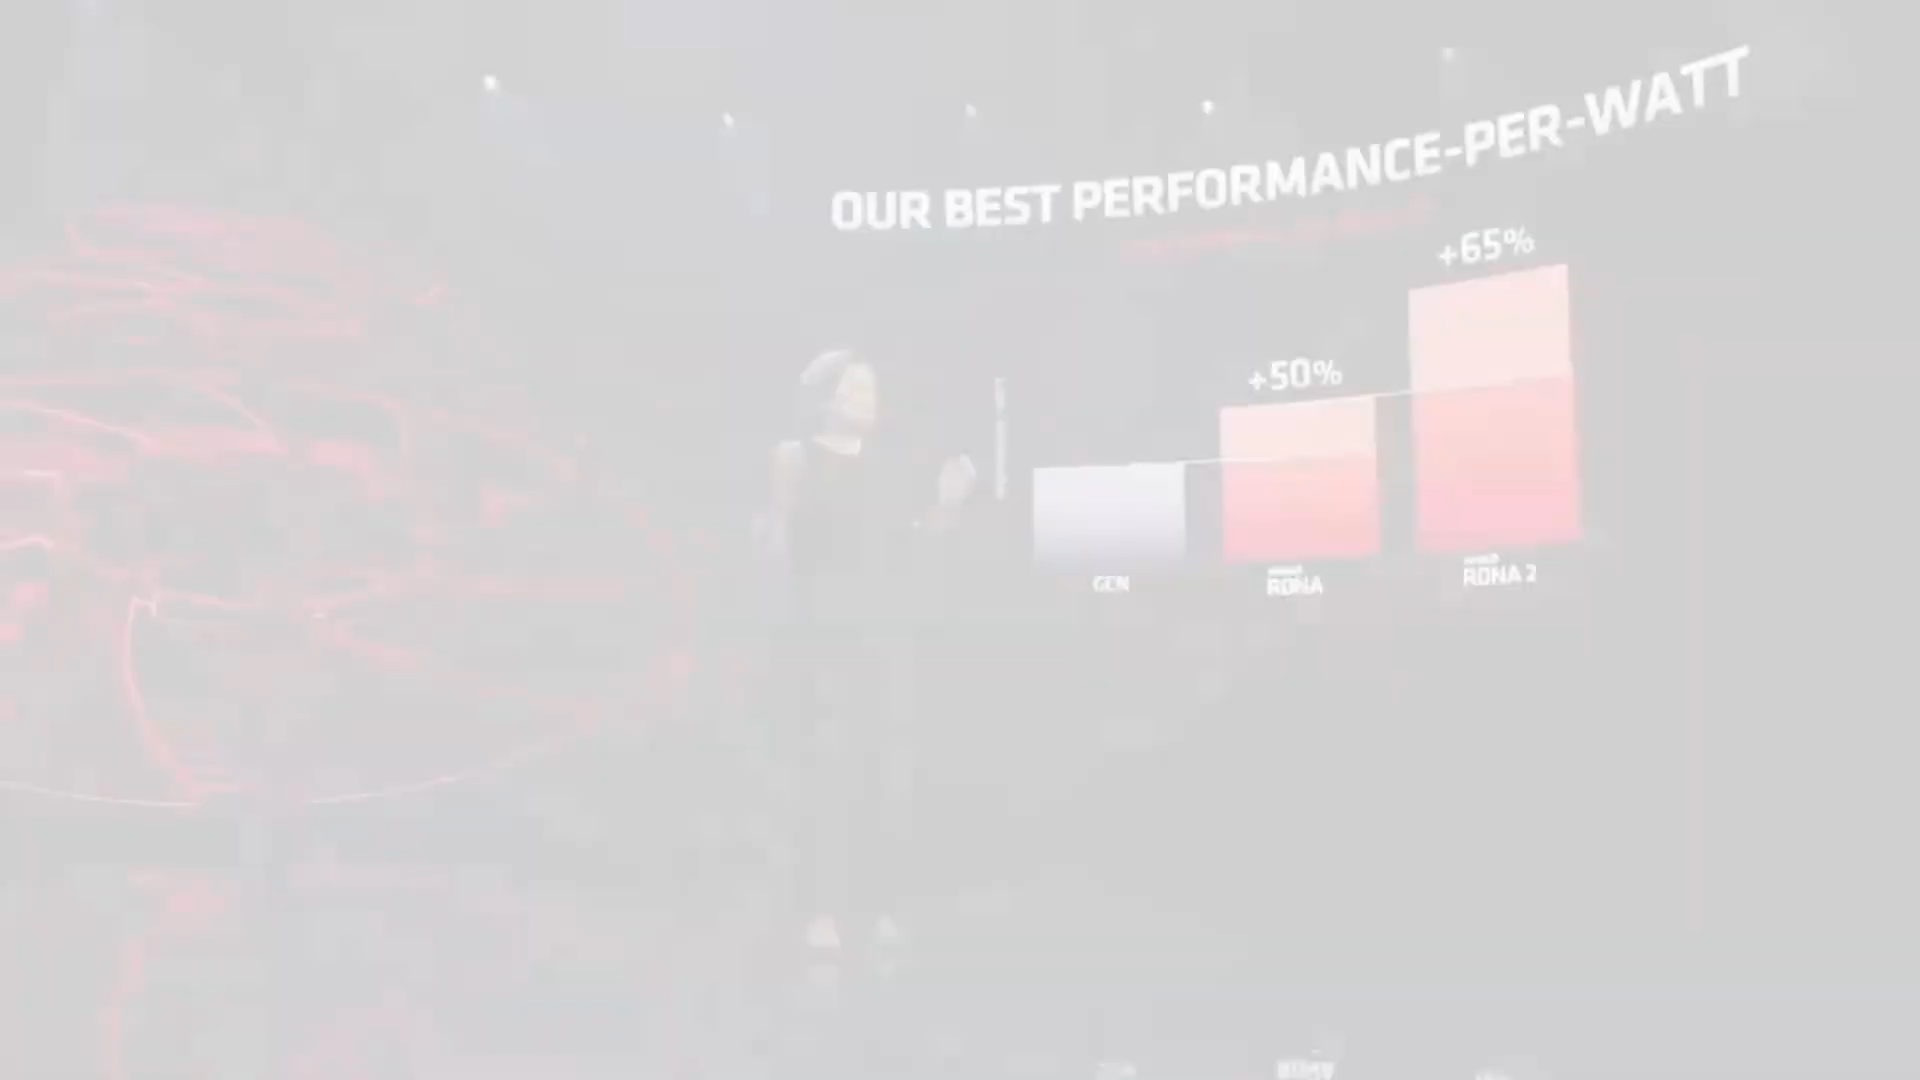 OUR BEST PERFORMANCE-PER-WATT
+65%
+50%
GCN
RDNA
RDNA 2